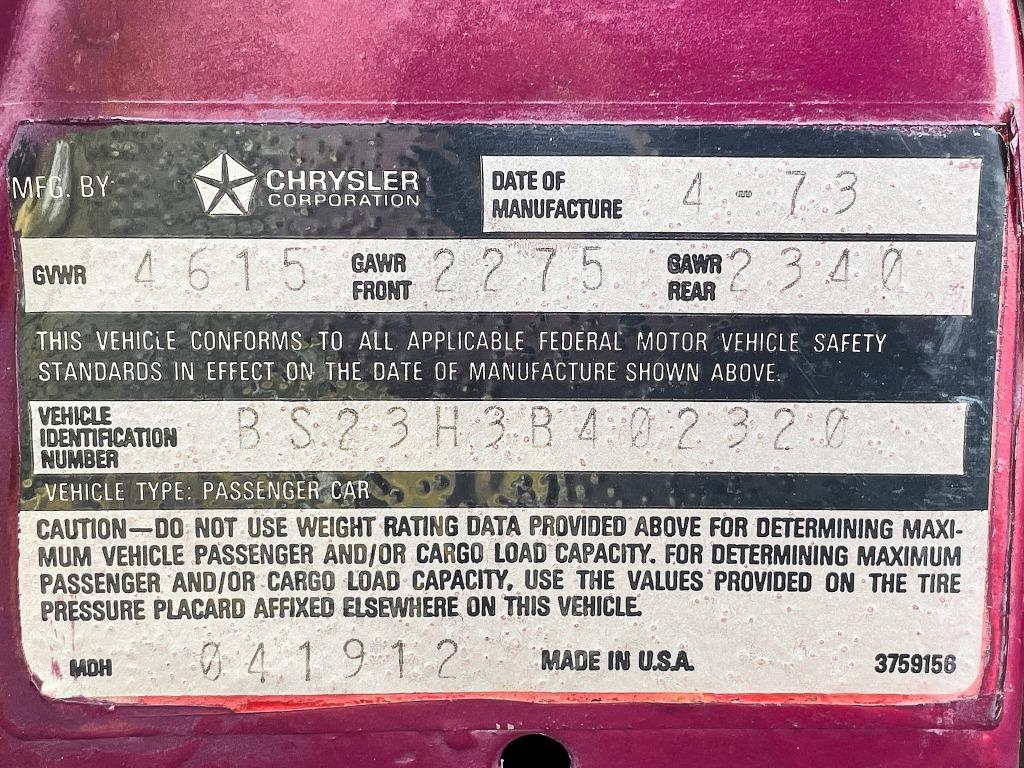 MFG. BY CHRYSLER CORPORATION
DATE OF MANUFACTURE 4-73
GVWR 4615 GAWR FRONT 2275 GAWR REAR 2340
THIS VEHICLE CONFORMS TO ALL APPLICABLE FEDERAL MOTOR VEHICLE SAFETY
STANDARDS IN EFFECT ON THE DATE OF MANUFACTURE SHOWN ABOVE.
VEHICLE IDENTIFICATION NUMBER BS23H3B402320
VEHICLE TYPE: PASSENGER CAR
CAUTION—DO NOT USE WEIGHT RATING DATA PROVIDED ABOVE FOR DETERMINING MAXI-
MUM VEHICLE PASSENGER AND/OR CARGO LOAD CAPACITY. FOR DETERMINING MAXIMUM
PASSENGER AND/OR CARGO LOAD CAPACITY, USE THE VALUES PROVIDED ON THE TIRE
PRESSURE PLACARD AFFIXED ELSEWHERE ON THIS VEHICLE.
MDH 041912 MADE IN U.S.A. 3759156